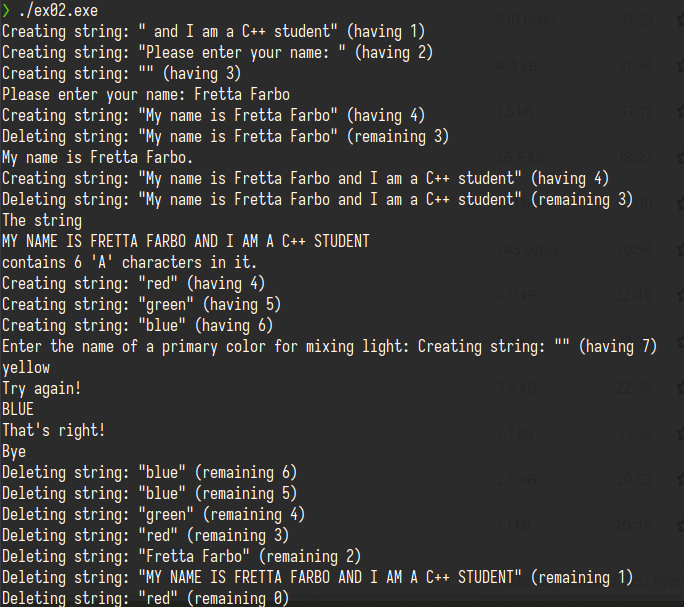 ❯ ./ex02.exe
Creating string: " and I am a C++ student" (having 1)
Creating string: "Please enter your name: " (having 2)
Creating string: "" (having 3)
Please enter your name: Fretta Farbo
Creating string: "My name is Fretta Farbo" (having 4)
Deleting string: "My name is Fretta Farbo" (remaining 3)
My name is Fretta Farbo.
Creating string: "My name is Fretta Farbo and I am a C++ student" (having 4)
Deleting string: "My name is Fretta Farbo and I am a C++ student" (remaining 3)
The string
MY NAME IS FRETTA FARBO AND I AM A C++ STUDENT
contains 6 'A' characters in it.
Creating string: "red" (having 4)
Creating string: "green" (having 5)
Creating string: "blue" (having 6)
Enter the name of a primary color for mixing light: Creating string: "" (having 7)
yellow
Try again!
BLUE
That's right!
Bye
Deleting string: "blue" (remaining 6)
Deleting string: "blue" (remaining 5)
Deleting string: "green" (remaining 4)
Deleting string: "red" (remaining 3)
Deleting string: "Fretta Farbo" (remaining 2)
Deleting string: "MY NAME IS FRETTA FARBO AND I AM A C++ STUDENT" (remaining 1)
Deleting string: "red" (remaining 0)